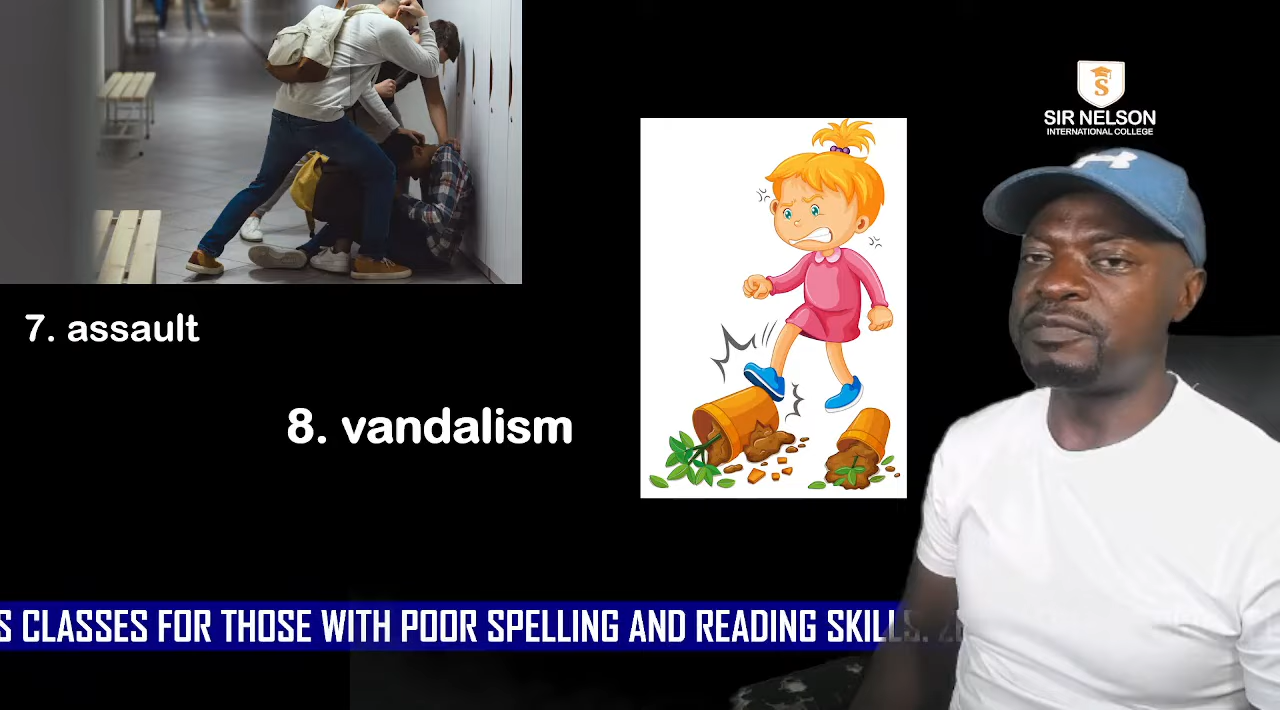 SIR NELSON
INTERNATIONAL COLLEGE
7. assault
8. vandalism
S CLASSES FOR THOSE WITH POOR SPELLING AND READING SKILLS.